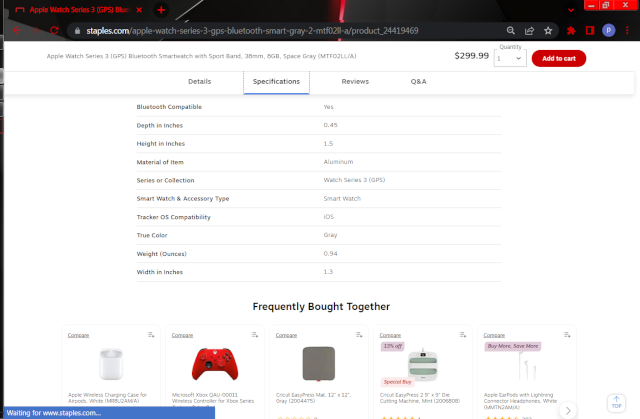 Apple Watch Series 3 (GPS) Bluet
staples.com/apple-watch-series-3-gps-bluetooth-smart-gray-2-mtf02ll-a/product_24419469
P
Apple Watch Series 3 (GPS) Bluetooth Smartwatch with Sport Band, 38mm, 8GB, Space Gray (MTF02LL/A)
$299.99
Quantity
1
Add to cart
Details
Specifications
Reviews
Q&A
Bluetooth Compatible Yes
Depth in Inches 0.45
Height in Inches 1.5
Material of Item Aluminum
Series or Collection Watch Series 3 (GPS)
Smart Watch & Accessory Type Smart Watch
Tracker OS Compatibility iOS
True Color Gray
Weight (Ounces) 0.94
Width in Inches 1.3
Frequently Bought Together
Compare
Compare
Compare
Compare
Compare
13% off
Buy More, Save More
Special Buy
Apple Wireless Charging Case for
Airpods, White (MR8U2AM/A)
Microsoft Xbox QAU-00011
Wireless Controller for Xbox Series
Cricut EasyPress Mat, 12" x 12",
Gray (2004475)
Cricut EasyPress 2 9" x 9" Die
Cutting Machine, Mint (2006808)
Apple EarPods with Lightning
Connector Headphones, White
(MMTN2AM/A)
TOP
Waiting for www.staples.com...